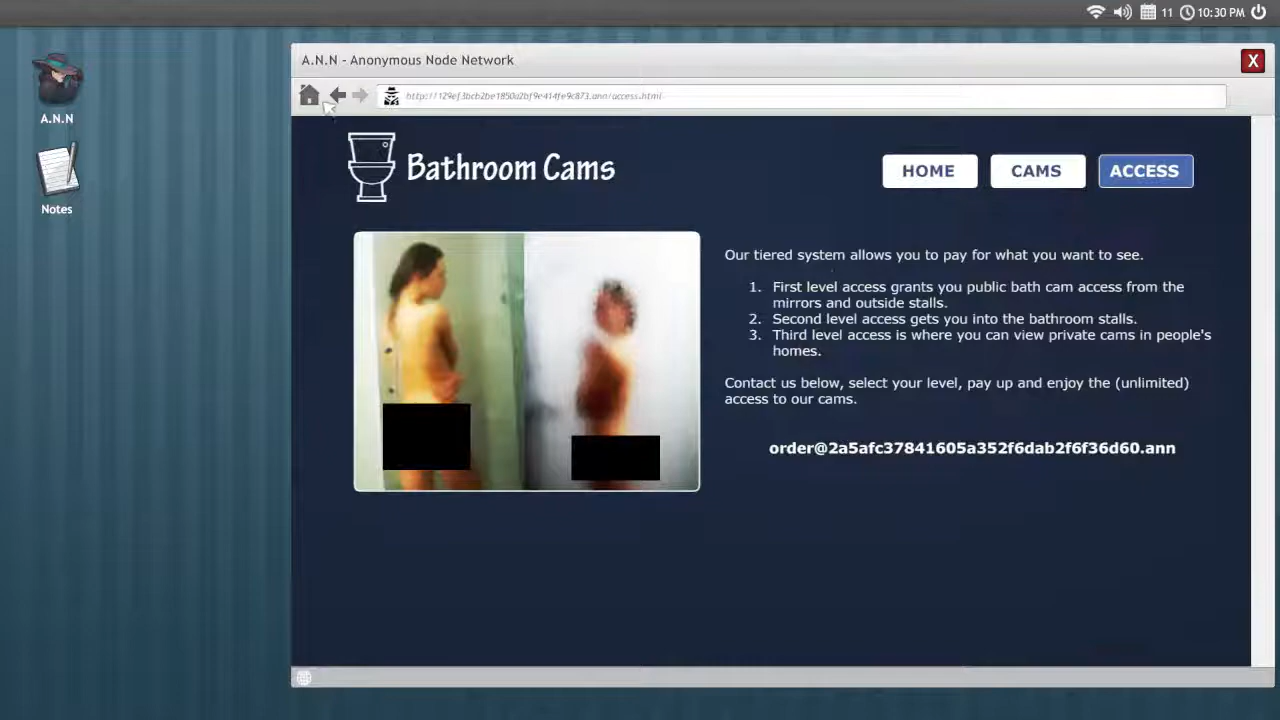 11 10:30 PM
A.N.N - Anonymous Node Network
X
A.N.N
Notes
Bathroom Cams
HOME CAMS ACCESS
Our tiered system allows you to pay for what you want to see.
1. First level access grants you public bath cam access from the
mirrors and outside stalls.
2. Second level access gets you into the bathroom stalls.
3. Third level access is where you can view private cams in people's
homes.
Contact us below, select your level, pay up and enjoy the (unlimited)
access to our cams.
order@2a5afc37841605a352f6dab2f6f36d60.ann